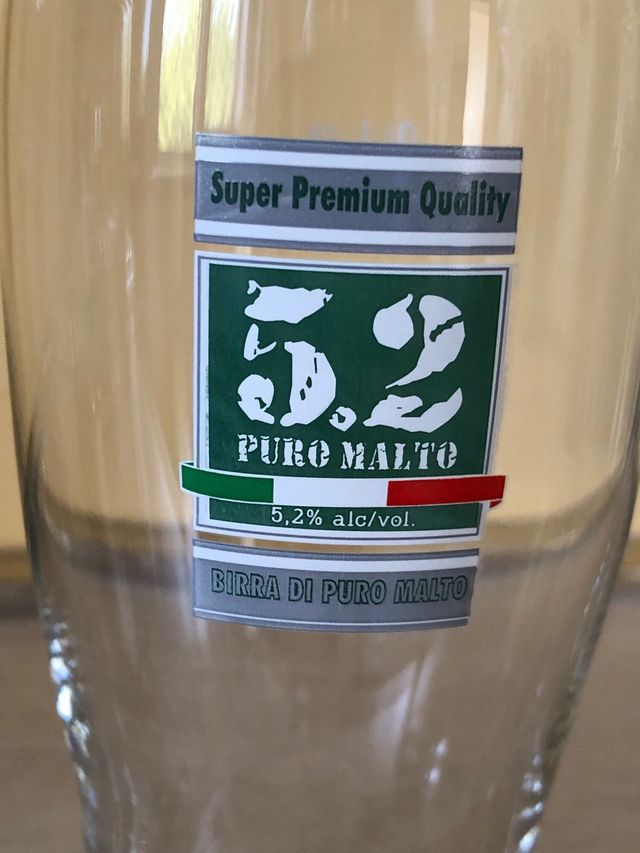 Super Premium Quality
5.2
PURO MALTO
5,2% alc/vol.
BIRRA DI PURO MALTO